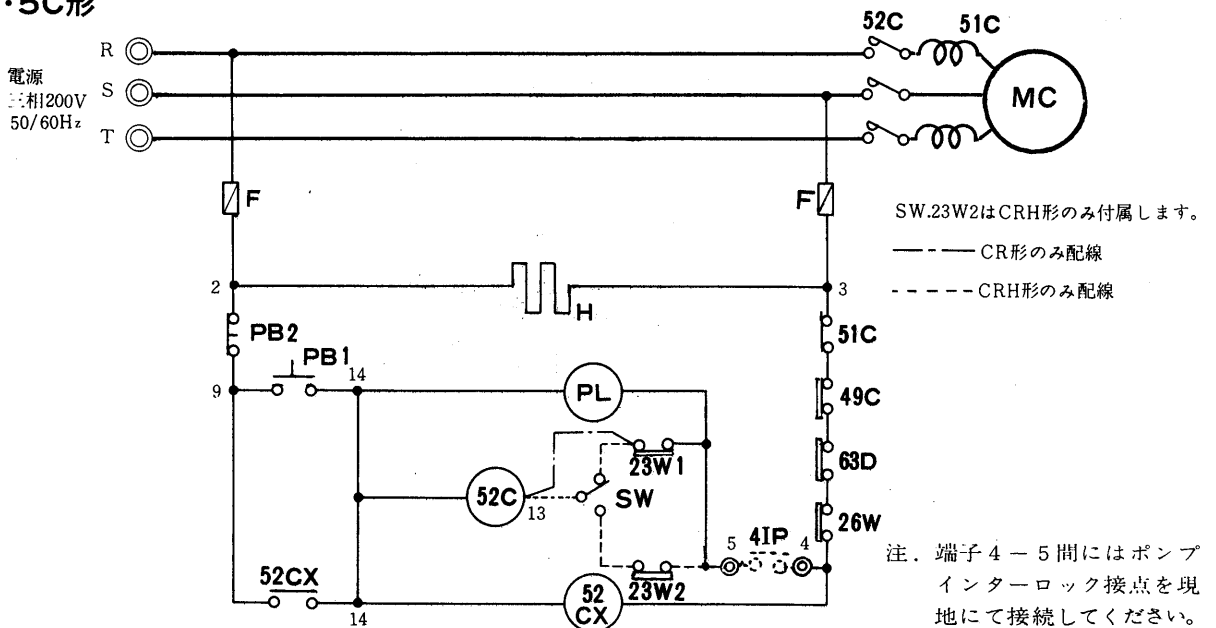 ・5C形
52C
51C
R
電源
三相200V
50/60Hz
S
T
MC
F
F
SW.23W2はCRH形のみ付属します。
CR形のみ配線
CRH形のみ配線
2
H
3
PB2
51C
PB1
9
14
PL
49C
23W1
63D
52C
13
SW
26W
5
4IP
4
23W2
52CX
14
52
CX
注．端子4－5間にはポンプ
インターロック接点を現
地にて接続してください。